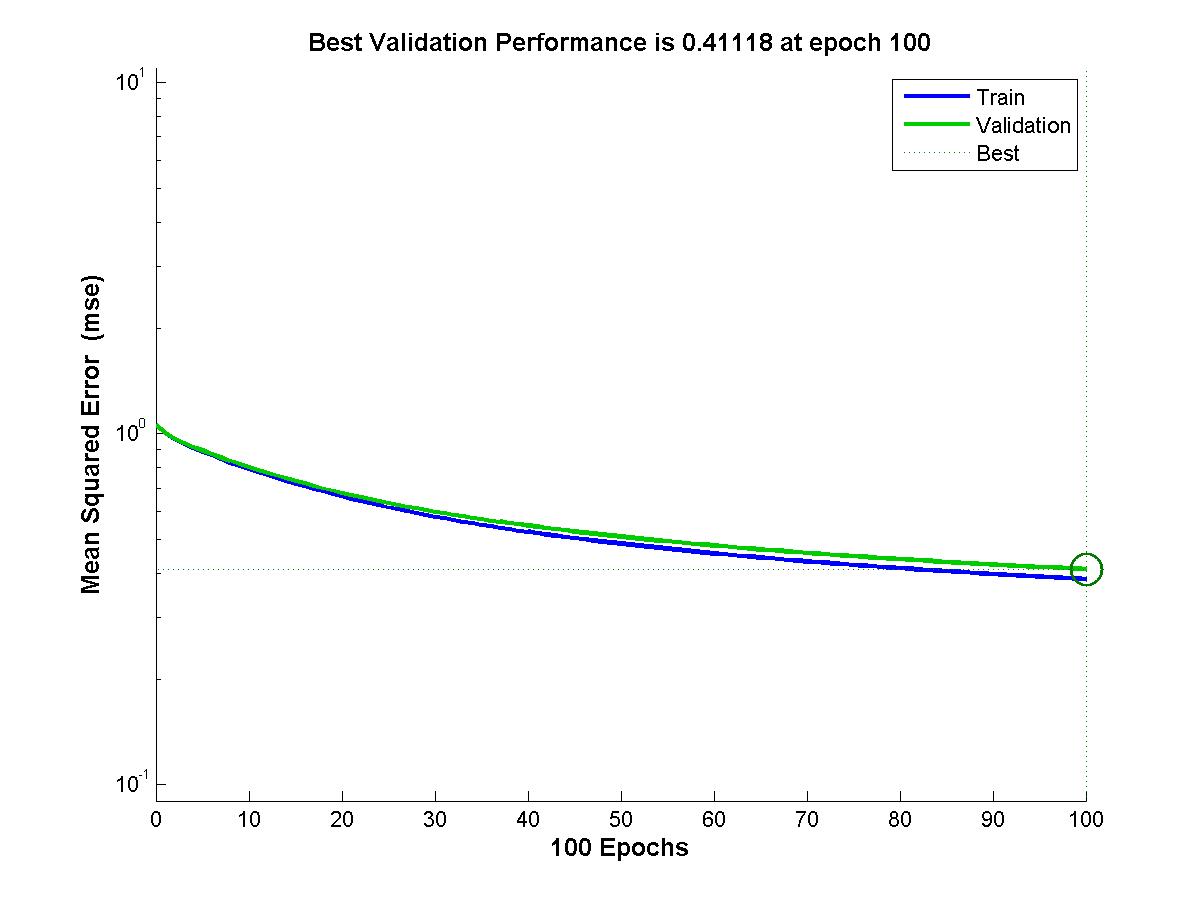 Best Validation Performance is 0.41118 at epoch 100
Train
Validation
Best
Mean Squared Error (mse)
10^1
10^0
10^-1
0 10 20 30 40 50 60 70 80 90 100
100 Epochs